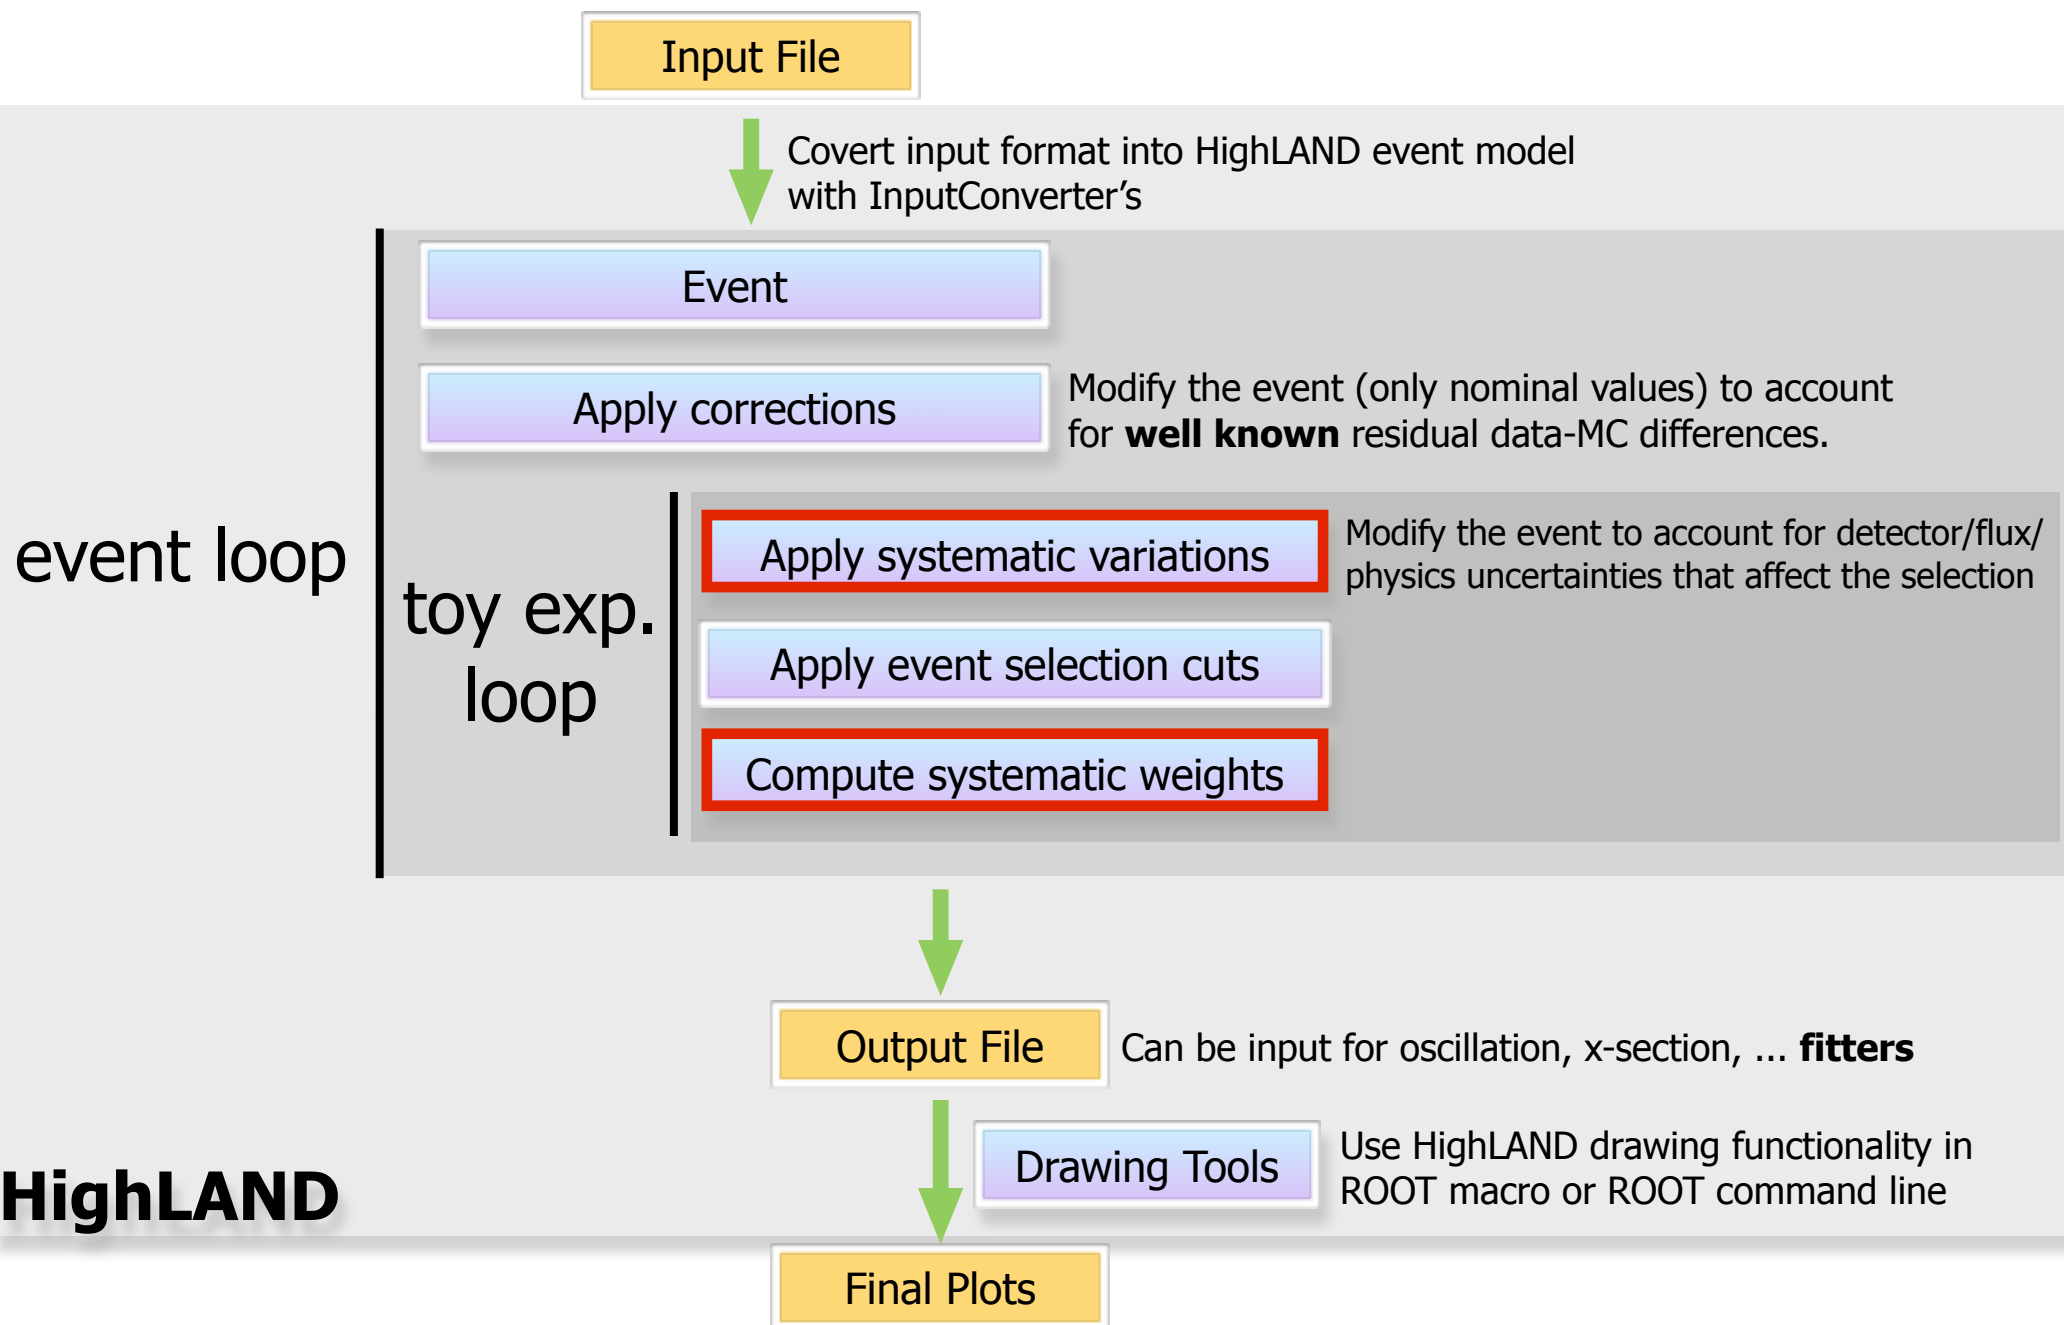 Input File
Covert input format into HighLAND event model
with InputConverter’s
Event
Apply corrections
Modify the event (only nominal values) to account
for well known residual data-MC differences.
event loop
toy exp.
loop
Apply systematic variations
Modify the event to account for detector/flux/
physics uncertainties that affect the selection
Apply event selection cuts
Compute systematic weights
Output File
Can be input for oscillation, x-section, ... fitters
Drawing Tools
Use HighLAND drawing functionality in
ROOT macro or ROOT command line
HighLAND
Final Plots